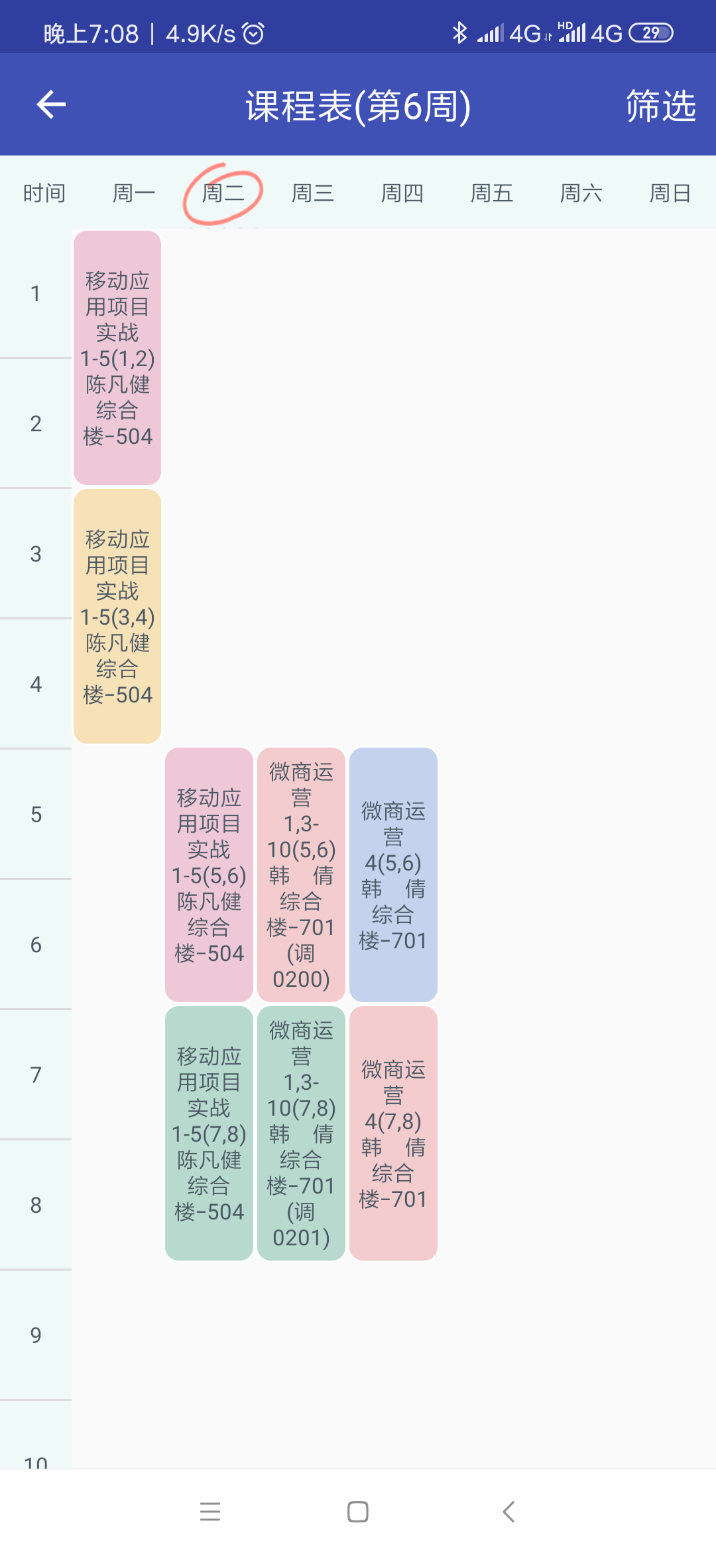 晚上7:08 | 4.9K/s
4G HD 4G 29
课程表(第6周)
筛选
时间 周一 周二 周三 周四 周五 周六 周日
1
移动应
用项目
实战
1-5(1,2)
陈凡健
综合
楼-504
2
3
移动应
用项目
实战
1-5(3,4)
陈凡健
综合
楼-504
4
5
移动应
用项目
实战
1-5(5,6)
陈凡健
综合
楼-504
微商运
营
1,3-
10(5,6)
韩 倩
综合
楼-701
(调
0200)
微商运
营
4(5,6)
韩 倩
综合
楼-701
6
7
移动应
用项目
实战
1-5(7,8)
陈凡健
综合
楼-504
微商运
营
1,3-
10(7,8)
韩 倩
综合
楼-701
(调
0201)
微商运
营
4(7,8)
韩 倩
综合
楼-701
8
9
10